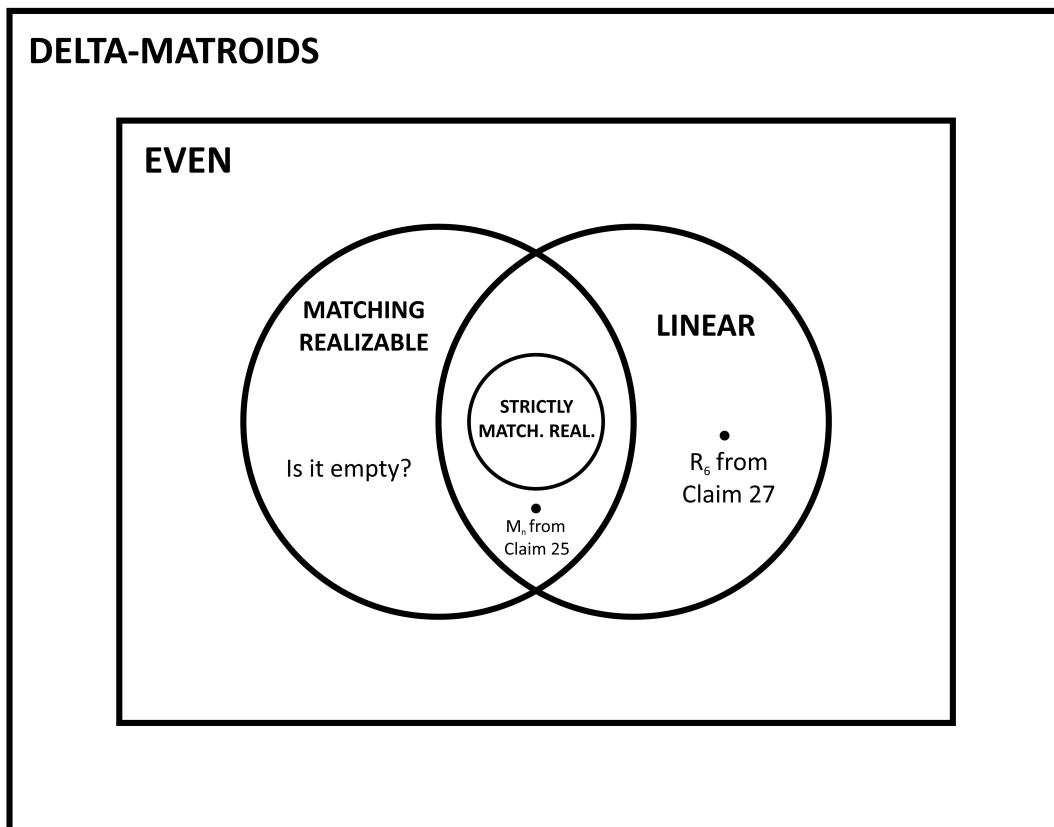 DELTA-MATROIDS
EVEN
MATCHING
REALIZABLE
LINEAR
STRICTLY
MATCH. REAL.
Is it empty?
R₆ from
Claim 27
Mₙ from
Claim 25